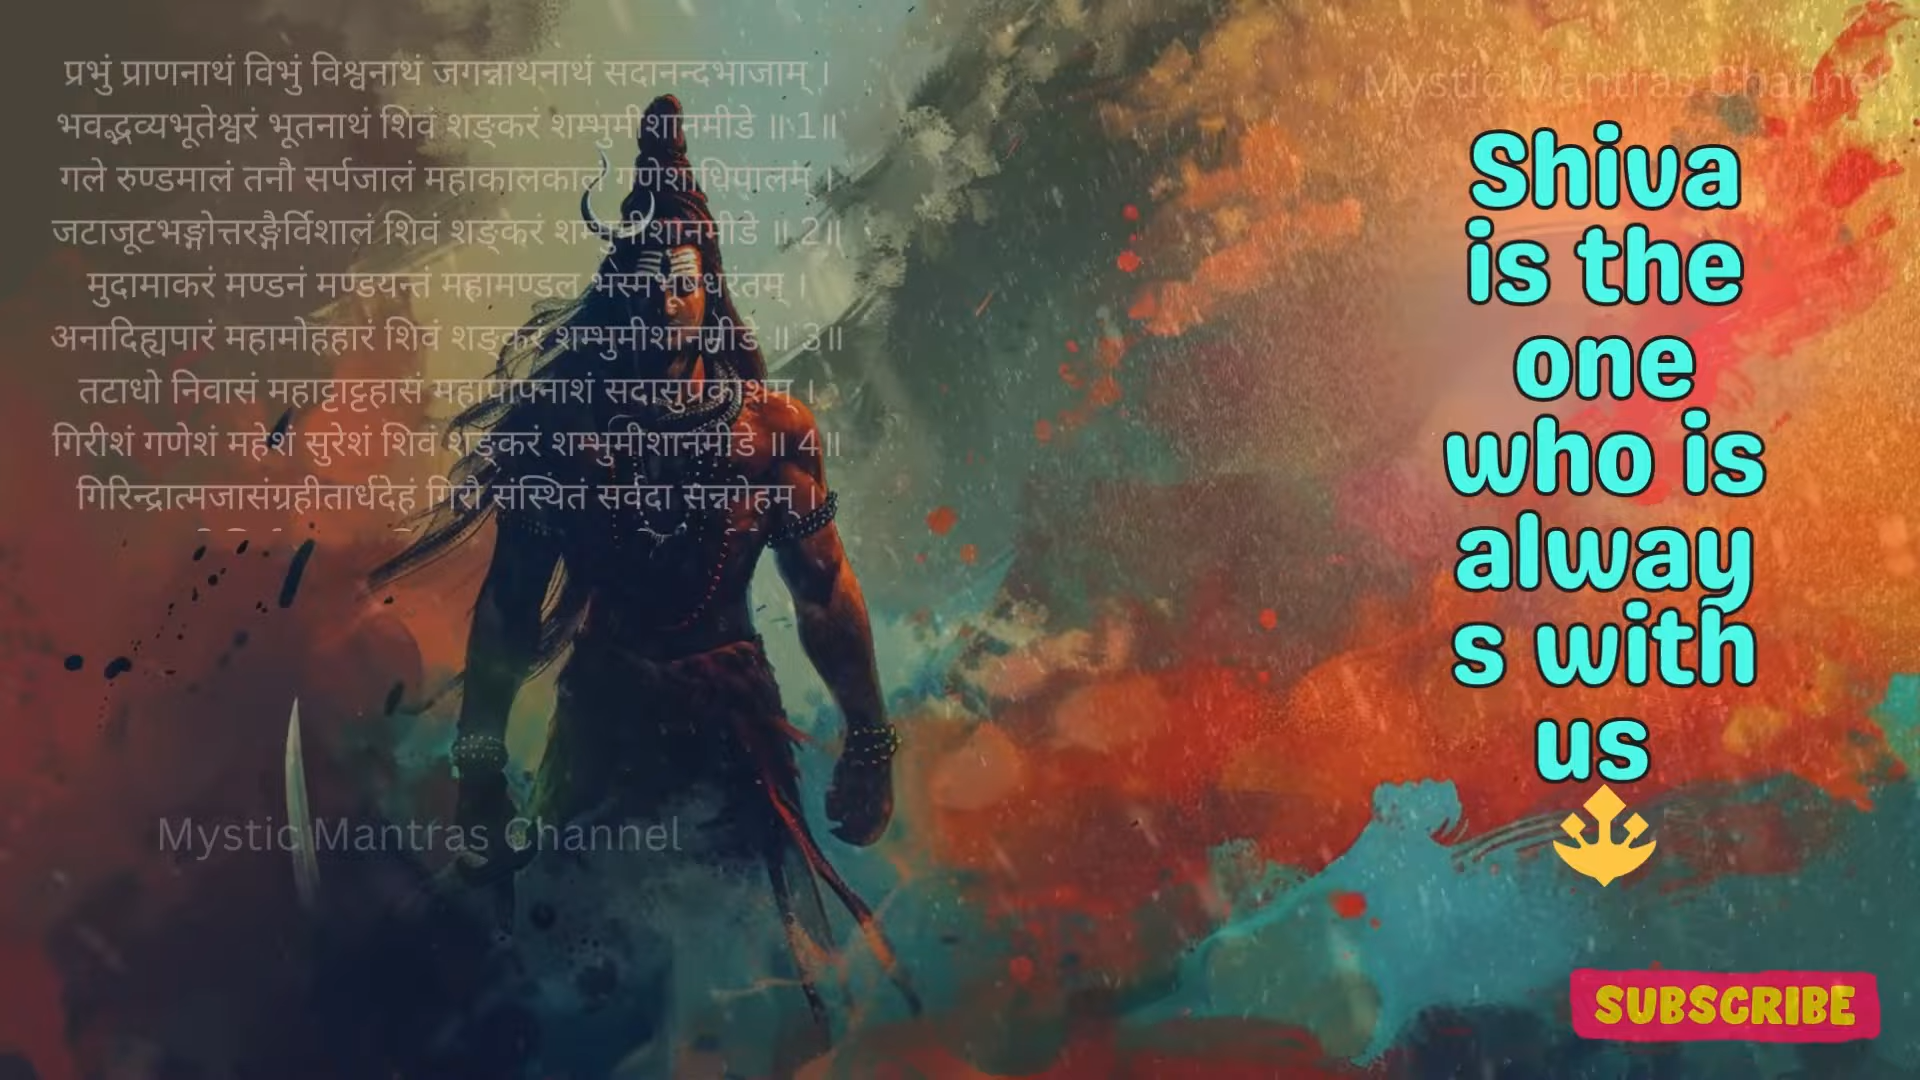 प्रभुं प्राणनाथं विभुं विश्वनाथं जगन्नाथनाथं सदानन्दभाजाम् ।
भवद्भव्यभूतेश्वरं भूतनाथं शिवं शङ्करं शम्भुमीशानमीडे ॥ 1॥
गले रुण्डमालं तनौ सर्पजालं महाकालकालं गणेशाधिपालम् ।
जटाजूटभङ्गोत्तरङ्गैर्विशालं शिवं शङ्करं शम्भुमीशानमीडे ॥ 2॥
मुदामाकरं मण्डनं मण्डयन्तं महामण्डल भस्मभूषधरंतम् ।
अनादिह्यपारं महामोहहारं शिवं शङ्करं शम्भुमीशानमीडे ॥ 3॥
तटाधो निवासं महाट्टाट्टहासं महापापनाशं सदासुप्रकाशम् ।
गिरीशं गणेशं महेशं सुरेशं शिवं शङ्करं शम्भुमीशानमीडे ॥ 4॥
गिरिन्द्रात्मजासंग्रहीतार्धदेहं गिरौ संस्थितं सर्वदा सन्नगेहम् ।
Mystic Mantras Channel
Mystic Mantras Channel
Shiva
is the
one
who is
alway
s with
us
SUBSCRIBE